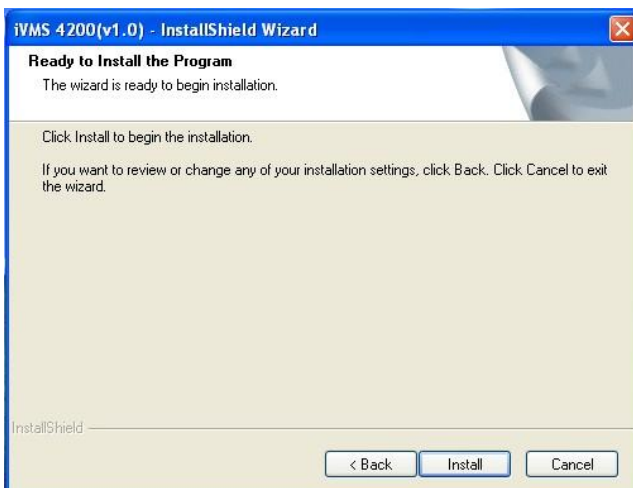 iVMS 4200(v1.0) - InstallShield Wizard
Ready to Install the Program
The wizard is ready to begin installation.
Click Install to begin the installation.
If you want to review or change any of your installation settings, click Back. Click Cancel to exit
the wizard.
InstallShield
< Back Install Cancel